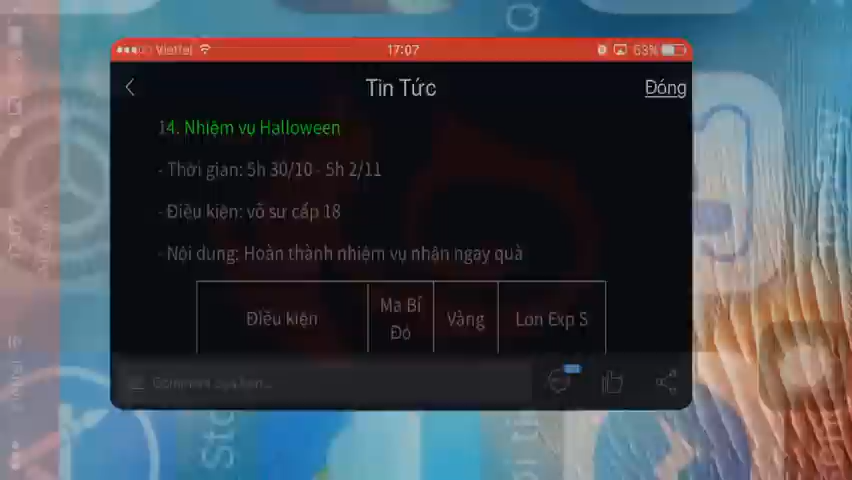 Viettel
17:07
63%
Tin Tức
Đóng
14. Nhiệm vụ Halloween
- Thời gian: 5h 30/10 - 5h 2/11
- Điều kiện: võ sư cấp 18
- Nội dung: Hoàn thành nhiệm vụ nhận ngay quà
Điều kiện
Ma Bí
Đỏ
Vàng
Lon Exp S